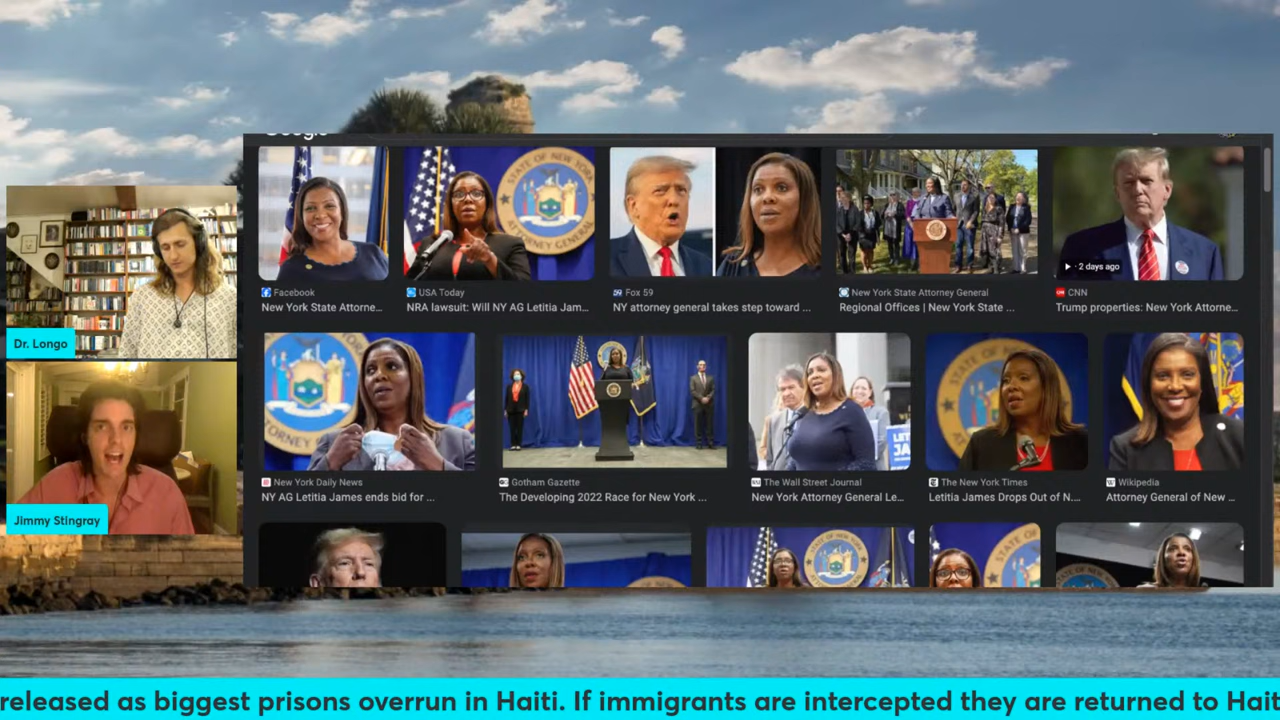 Google
Facebook
New York State Attorne...
USA Today
NRA lawsuit: Will NY AG Letitia Jam...
Fox 59
NY attorney general takes step toward ...
New York State Attorney General
Regional Offices | New York State ...
2 days ago
CNN
Trump properties: New York Attorne...
Dr. Longo
New York Daily News
NY AG Letitia James ends bid for ...
Gotham Gazette
The Developing 2022 Race for New York ...
The Wall Street Journal
New York Attorney General Le...
The New York Times
Letitia James Drops Out of N....
Wikipedia
Attorney General of New ...
Jimmy Stingray
released as biggest prisons overrun in Haiti. If immigrants are intercepted they are returned to Hait